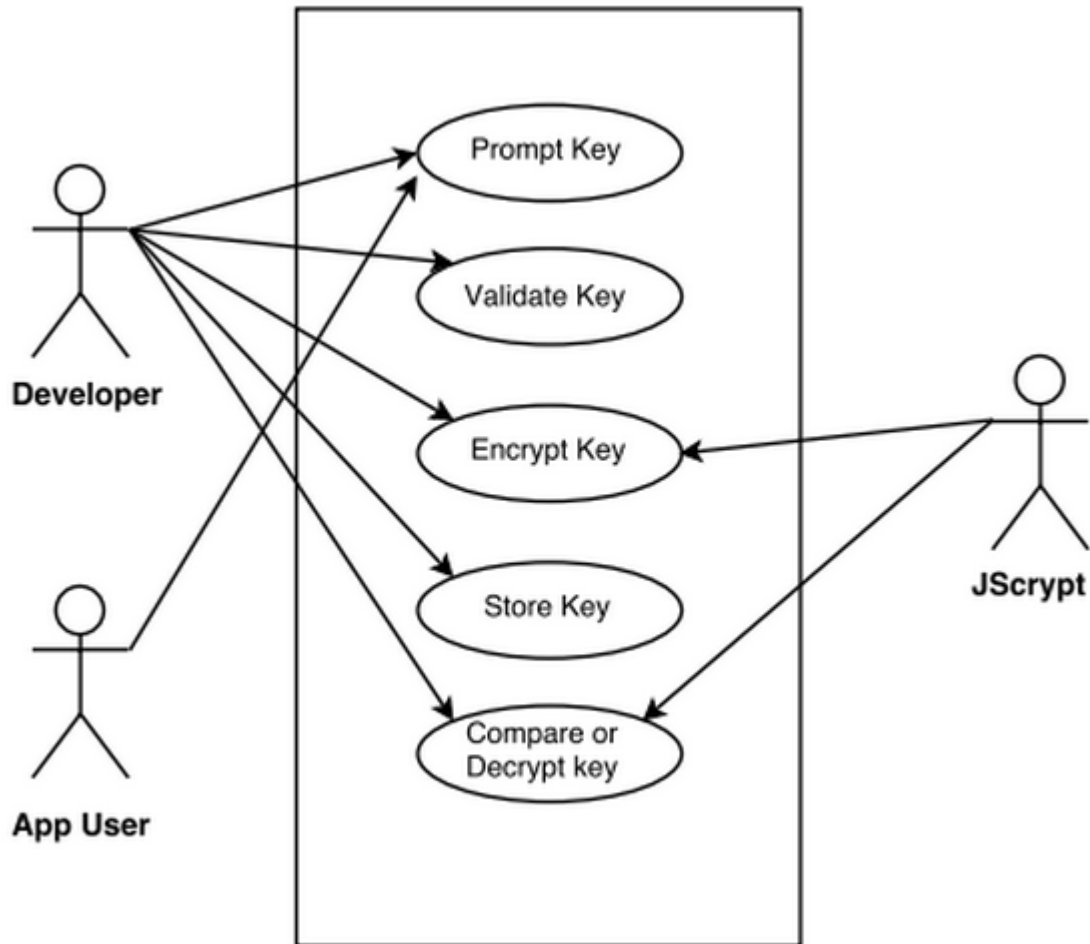 Prompt Key
Validate Key
Developer
Encrypt Key
JScrypt
Store Key
Compare or
Decrypt key
App User